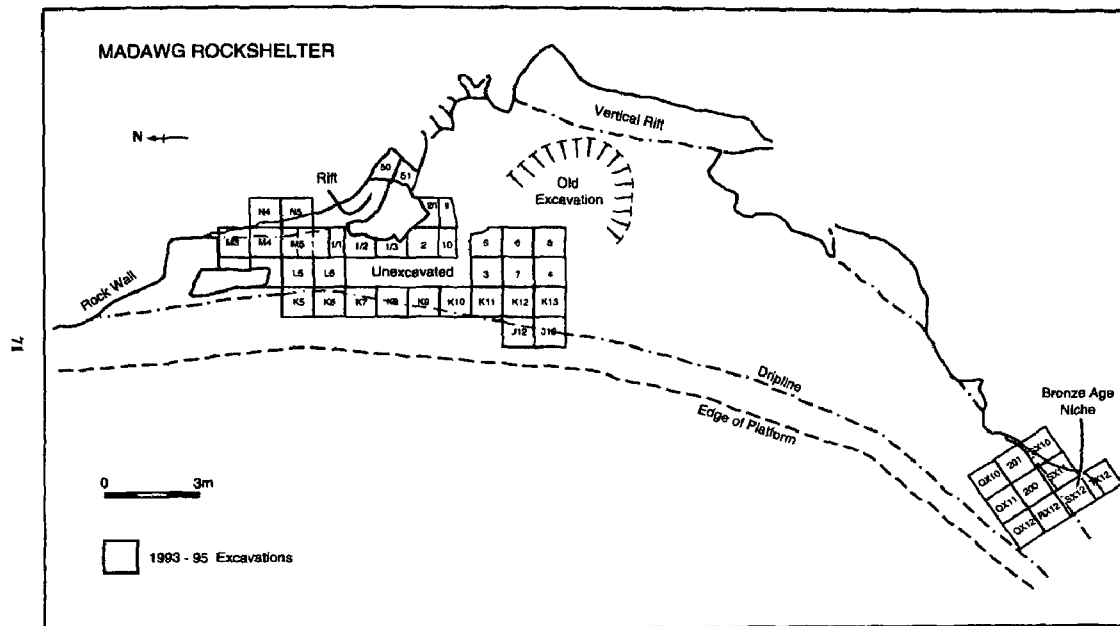 MADAWG ROCKSHELTER
N
Vertical Rift
Old
Excavation
Rift
50
51
N4
N5
9
M3
M4
M5
1/1
1/2
1/3
2
10
5
6
8
L5
L6
Unexcavated
3
7
4
K5
K6
K7
K8
K9
K10
K11
K12
K13
J12
Rock Wall
Dripline
Edge of Platform
Bronze Age
Niche
QX10
201
SX10
QX11
200
SX11
QX12
RX12
SX12
0
3m
1993 - 95 Excavations
71